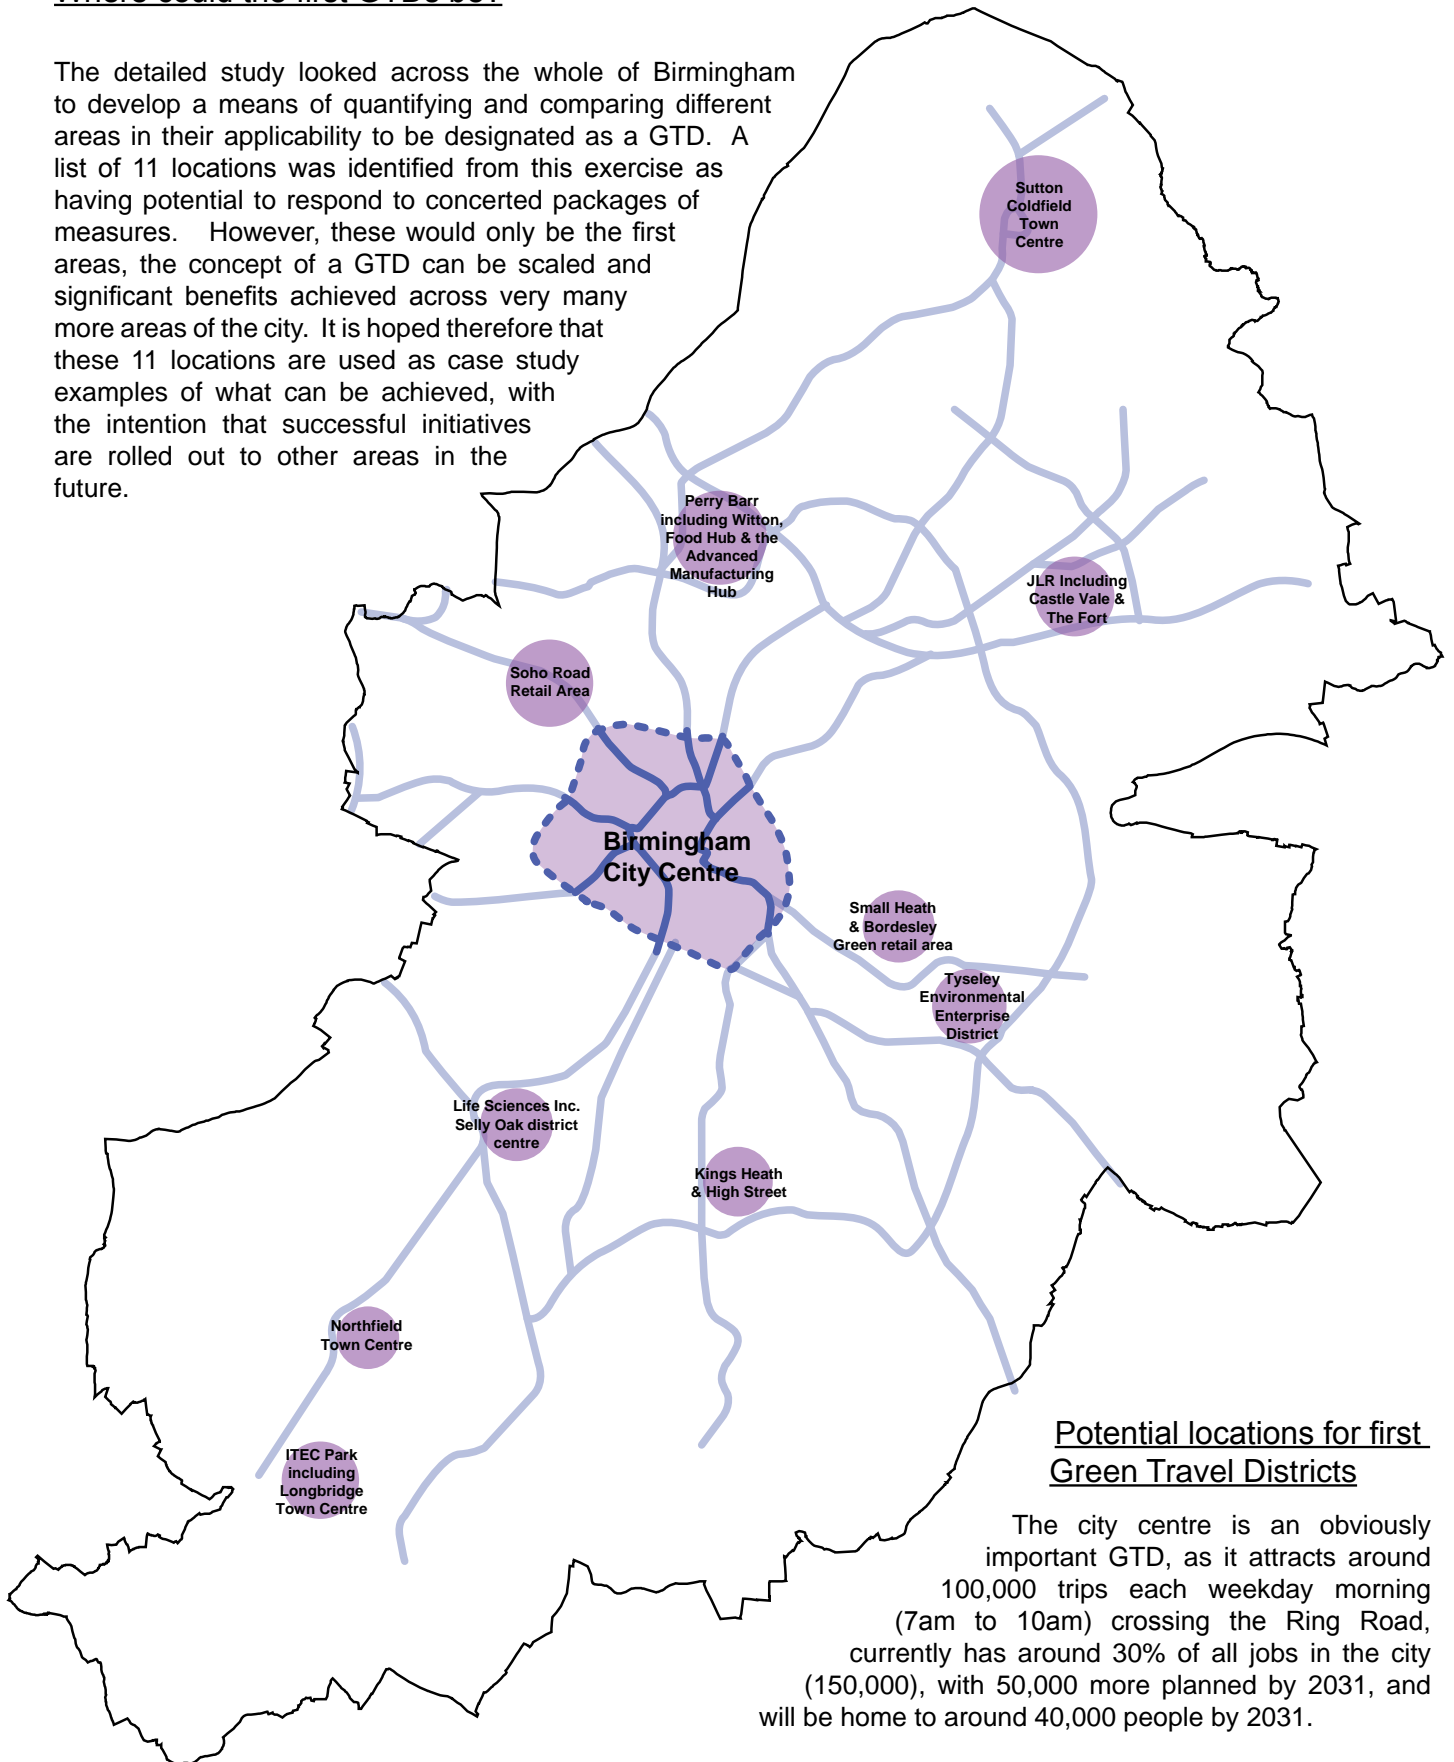 Where could the first GTDs be?
The detailed study looked across the whole of Birmingham
to develop a means of quantifying and comparing different
areas in their applicability to be designated as a GTD. A
list of 11 locations was identified from this exercise as
having potential to respond to concerted packages of
measures. However, these would only be the first
areas, the concept of a GTD can be scaled and
significant benefits achieved across very many
more areas of the city. It is hoped therefore that
these 11 locations are used as case study
examples of what can be achieved, with
the intention that successful initiatives
are rolled out to other areas in the
future.
Sutton
Coldfield
Town
Centre
Perry Barr
including Witton,
Food Hub & the
Advanced
Manufacturing
Hub
JLR Including
Castle Vale &
The Fort
Soho Road
Retail Area
Birmingham
City Centre
Small Heath
& Bordesley
Green retail area
Tyseley
Environmental
Enterprise
District
Life Sciences Inc.
Selly Oak district
centre
Kings Heath
& High Street
Northfield
Town Centre
ITEC Park
including
Longbridge
Town Centre
Potential locations for first
Green Travel Districts
The city centre is an obviously
important GTD, as it attracts around
100,000 trips each weekday morning
(7am to 10am) crossing the Ring Road,
currently has around 30% of all jobs in the city
(150,000), with 50,000 more planned by 2031, and
will be home to around 40,000 people by 2031.